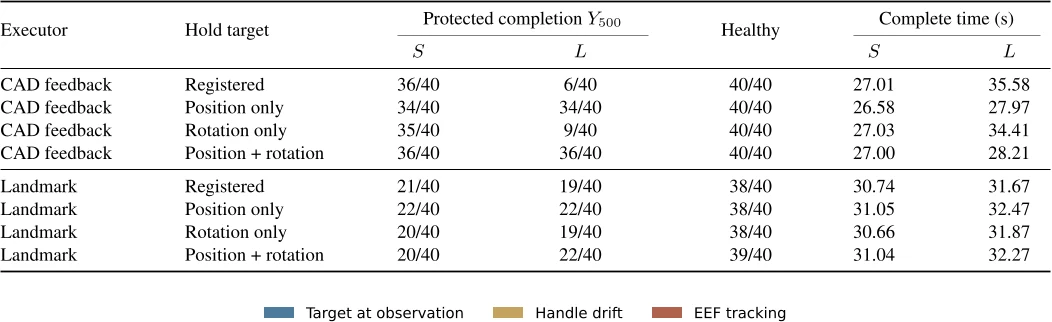 Executor Hold target Protected completion Y500 Healthy Complete time (s)
S L S L
CAD feedback Registered 36/40 6/40 40/40 27.01 35.58
CAD feedback Position only 34/40 34/40 40/40 26.58 27.97
CAD feedback Rotation only 35/40 9/40 40/40 27.03 34.41
CAD feedback Position + rotation 36/40 36/40 40/40 27.00 28.21
Landmark Registered 21/40 19/40 38/40 30.74 31.67
Landmark Position only 22/40 22/40 38/40 31.05 32.47
Landmark Rotation only 20/40 19/40 38/40 30.66 31.87
Landmark Position + rotation 20/40 22/40 39/40 31.04 32.27
Target at observation Handle drift EEF tracking